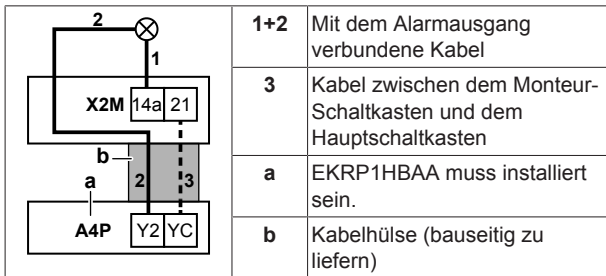 2
1
X2M 14a 21
b
2 3
a
A4P Y2 YC
1+2 Mit dem Alarmausgang
verbundene Kabel
3 Kabel zwischen dem Monteur-
Schaltkasten und dem
Hauptschaltkasten
a EKRP1HBAA muss installiert
sein.
b Kabelhülse (bauseitig zu
liefern)